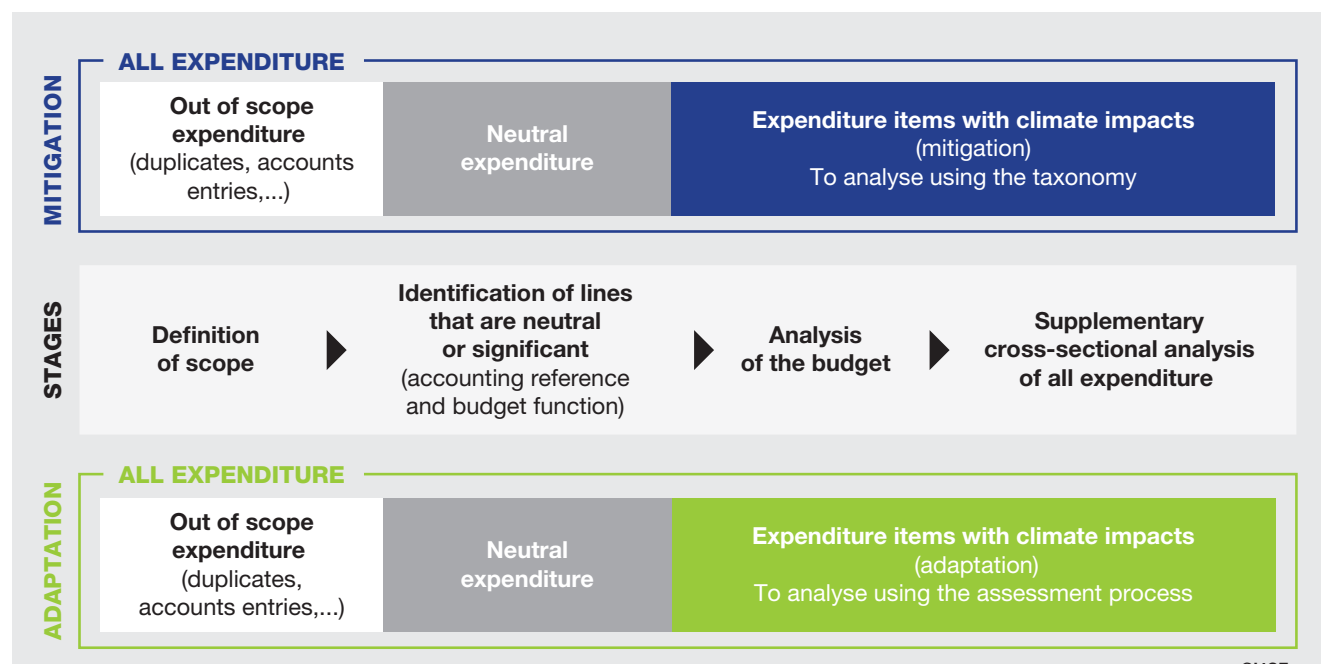 MITIGATION
ALL EXPENDITURE
Out of scope
expenditure
(duplicates, accounts
entries,...)
Neutral
expenditure
Expenditure items with climate impacts
(mitigation)
To analyse using the taxonomy
STAGES
Definition
of scope
Identification of lines
that are neutral
or significant
(accounting reference
and budget function)
Analysis
of the budget
Supplementary
cross-sectional analysis
of all expenditure
ADAPTATION
ALL EXPENDITURE
Out of scope
expenditure
(duplicates,
accounts entries,...)
Neutral
expenditure
Expenditure items with climate impacts
(adaptation)
To analyse using the assessment process